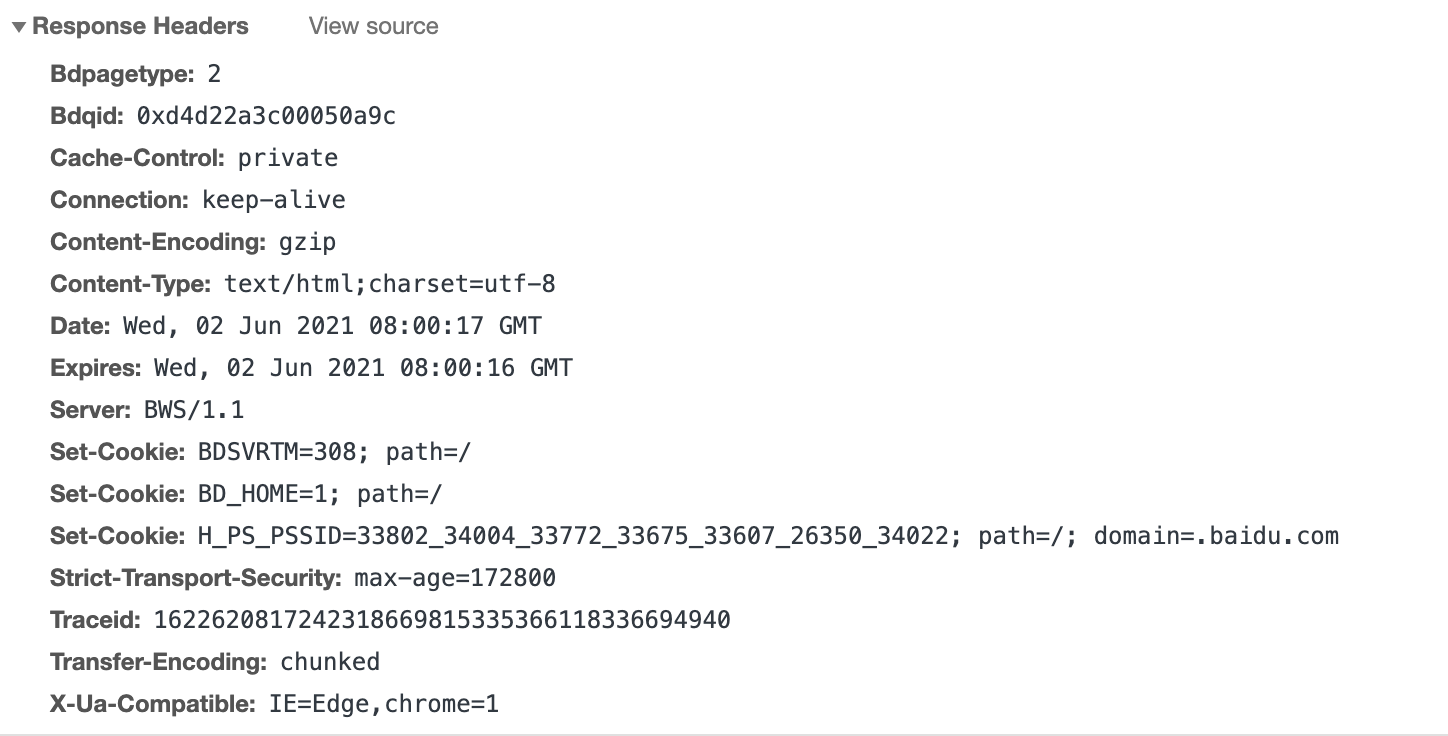 Response Headers View source
Bdpagetype: 2
Bdqid: 0xd4d22a3c00050a9c
Cache-Control: private
Connection: keep-alive
Content-Encoding: gzip
Content-Type: text/html;charset=utf-8
Date: Wed, 02 Jun 2021 08:00:17 GMT
Expires: Wed, 02 Jun 2021 08:00:16 GMT
Server: BWS/1.1
Set-Cookie: BDSVRTM=308; path=/
Set-Cookie: BD_HOME=1; path=/
Set-Cookie: H_PS_PSSID=33802_34004_33772_33675_33607_26350_34022; path=/; domain=.baidu.com
Strict-Transport-Security: max-age=172800
Traceid: 1622620817242318669815335366118336694940
Transfer-Encoding: chunked
X-Ua-Compatible: IE=Edge,chrome=1